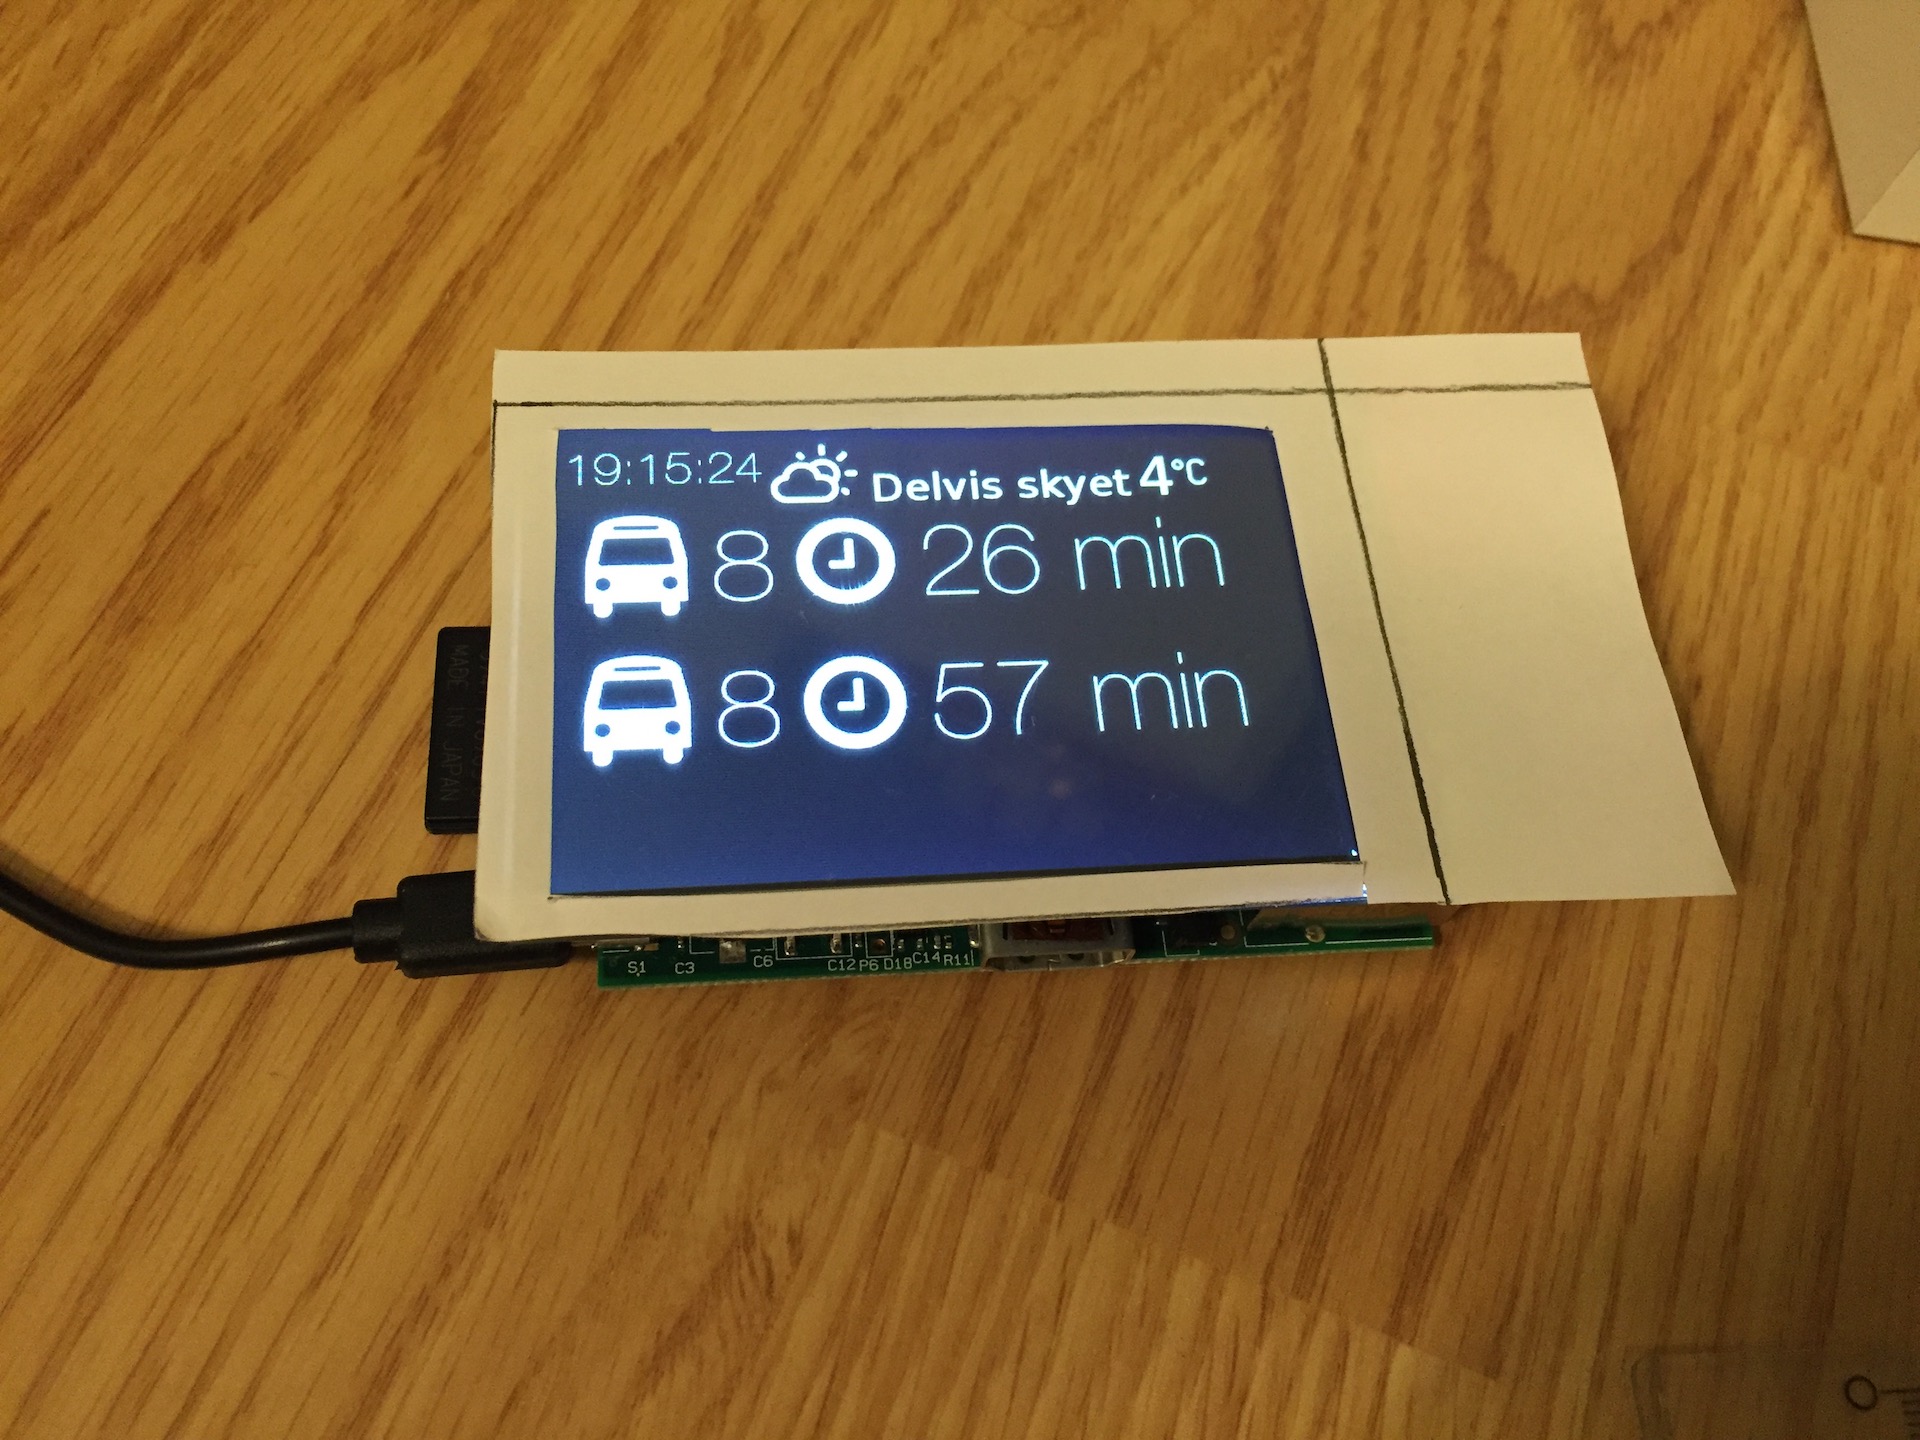 19:15:24 Delvis skyet 4°C
8 26 min
8 57 min
MADE IN JAPAN
S1 C3 C6 C12 P6 D18 C14 R11
0